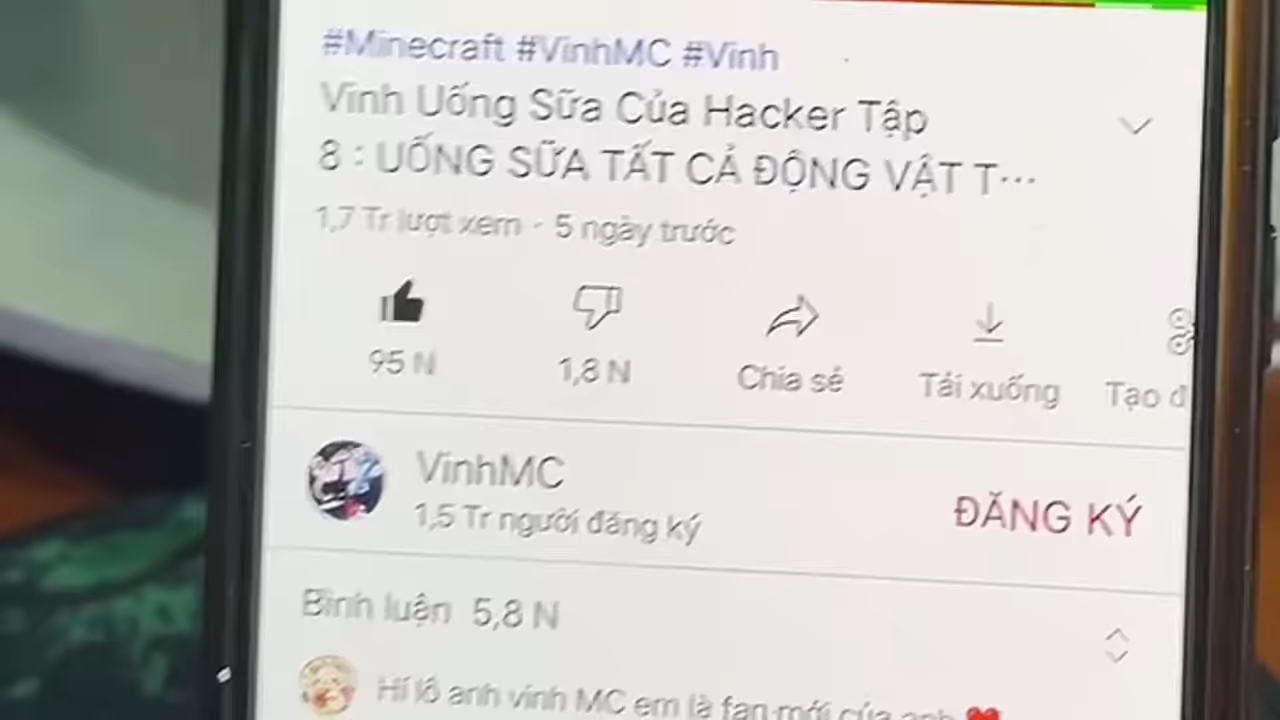 #Minecraft #VinhMC #Vinh
Vinh Uống Sữa Của Hacker Tập
8 : UỐNG SỮA TẤT CẢ ĐỘNG VẬT T...
1,7 Tr lượt xem - 5 ngày trước
95 N
1,8 N
Chia sẻ
Tải xuống
Tạo đ
VinhMC
1,5 Tr người đăng ký
ĐĂNG KÝ
Bình luận 5,8 N
Hí lô anh vinh MC em là fan mới của anh ❤